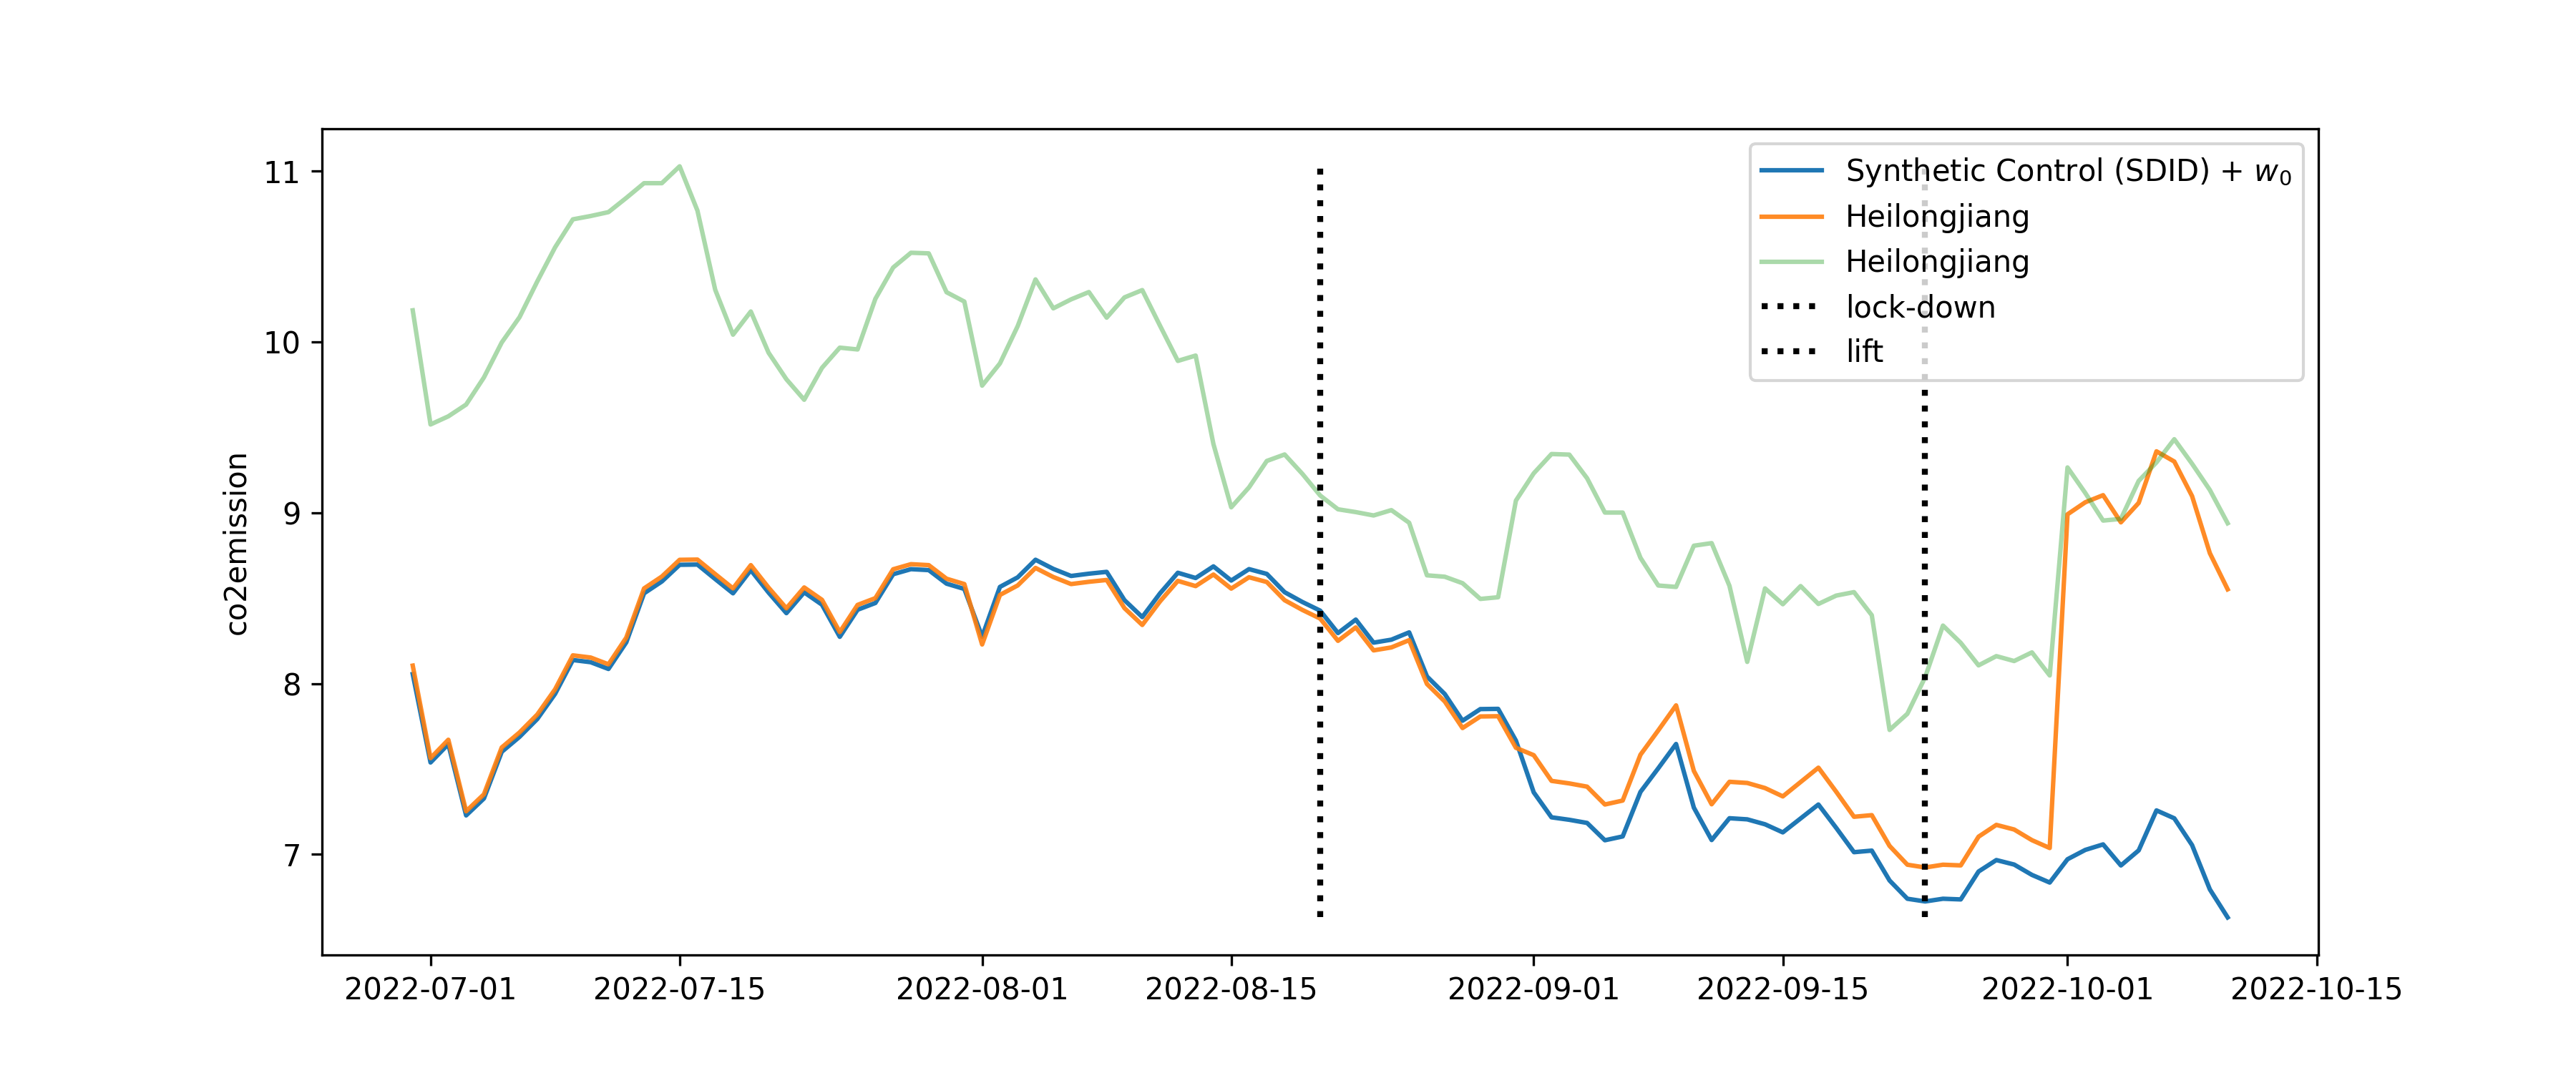 11
10
9
8
7
co2emission
Synthetic Control (SDID) + w₀
Heilongjiang
Heilongjiang
lock-down
lift
2022-07-01 2022-07-15 2022-08-01 2022-08-15 2022-09-01 2022-09-15 2022-10-01 2022-10-15